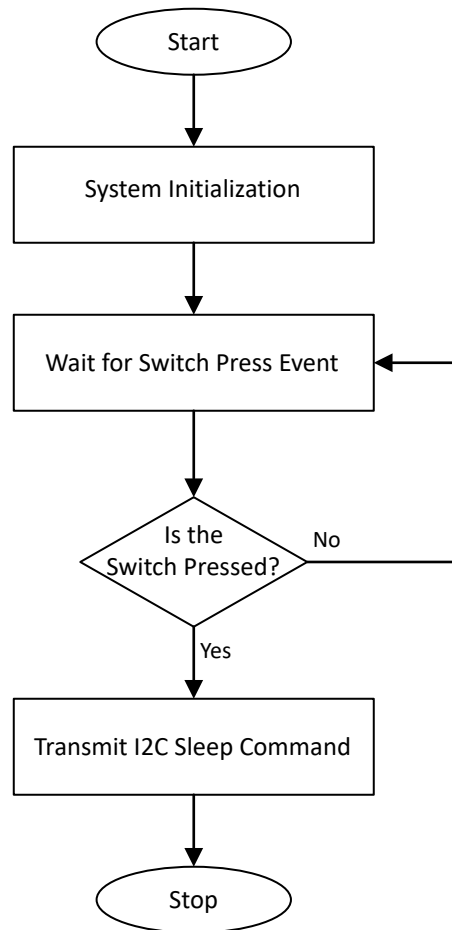 Start
System Initialization
Wait for Switch Press Event
Is the
Switch Pressed?
No
Yes
Transmit I2C Sleep Command
Stop